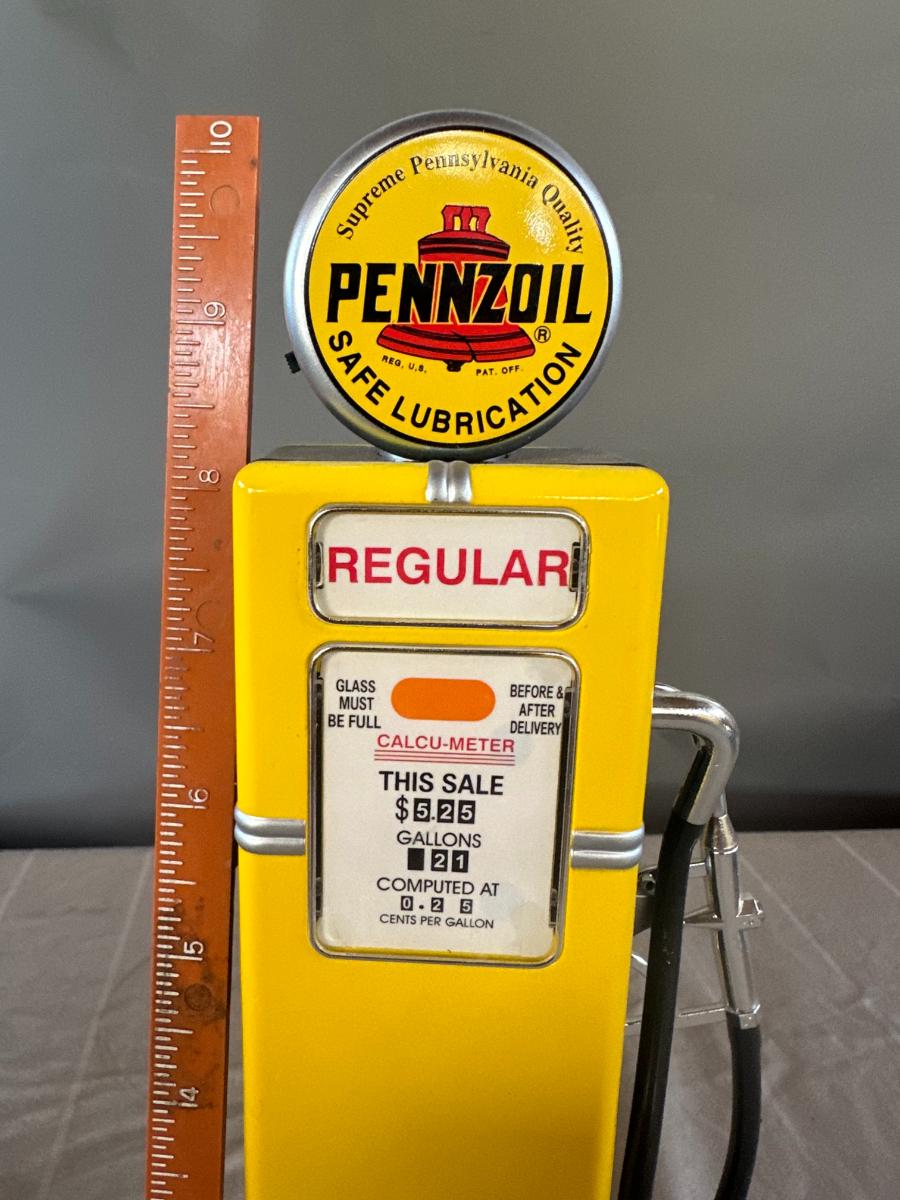 10
9
8
7
6
5
4
Supreme Pennsylvania Quality
PENNZOIL
®
REG. U.S. PAT. OFF.
SAFE LUBRICATION
REGULAR
GLASS
MUST
BE FULL
BEFORE &
AFTER
DELIVERY
CALCU-METER
THIS SALE
$5.25
GALLONS
21
COMPUTED AT
0.25
CENTS PER GALLON